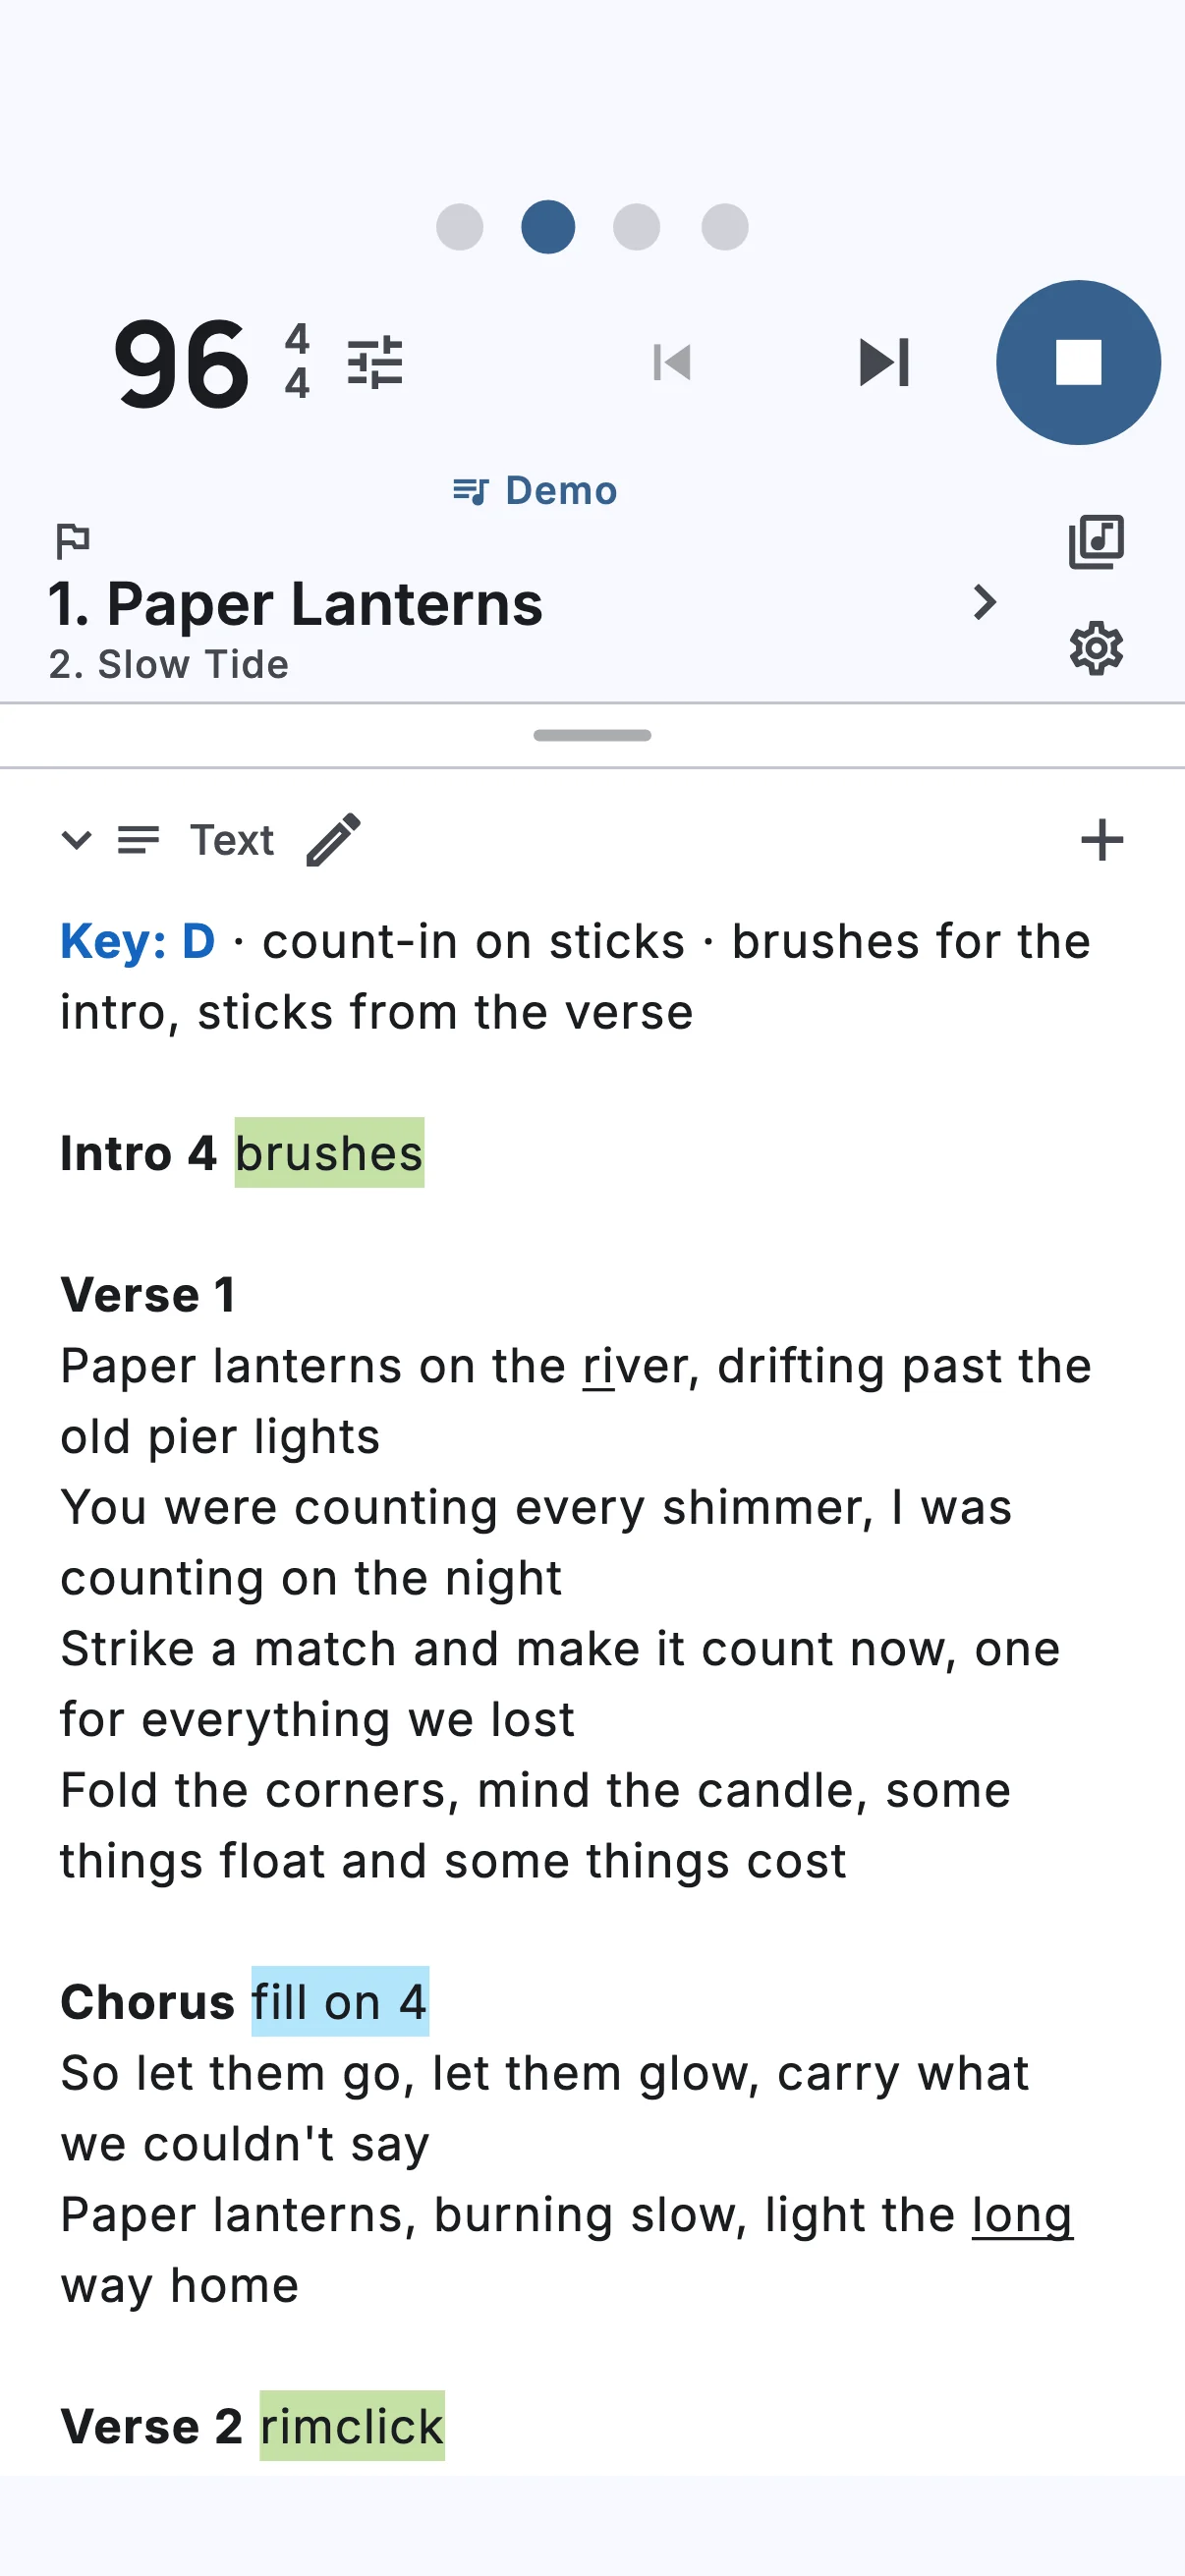 96
4
4
Demo
1. Paper Lanterns
2. Slow Tide
Text
Key: D · count-in on sticks · brushes for the
intro, sticks from the verse
Intro 4 brushes
Verse 1
Paper lanterns on the river, drifting past the
old pier lights
You were counting every shimmer, I was
counting on the night
Strike a match and make it count now, one
for everything we lost
Fold the corners, mind the candle, some
things float and some things cost
Chorus fill on 4
So let them go, let them glow, carry what
we couldn't say
Paper lanterns, burning slow, light the long
way home
Verse 2 rimclick